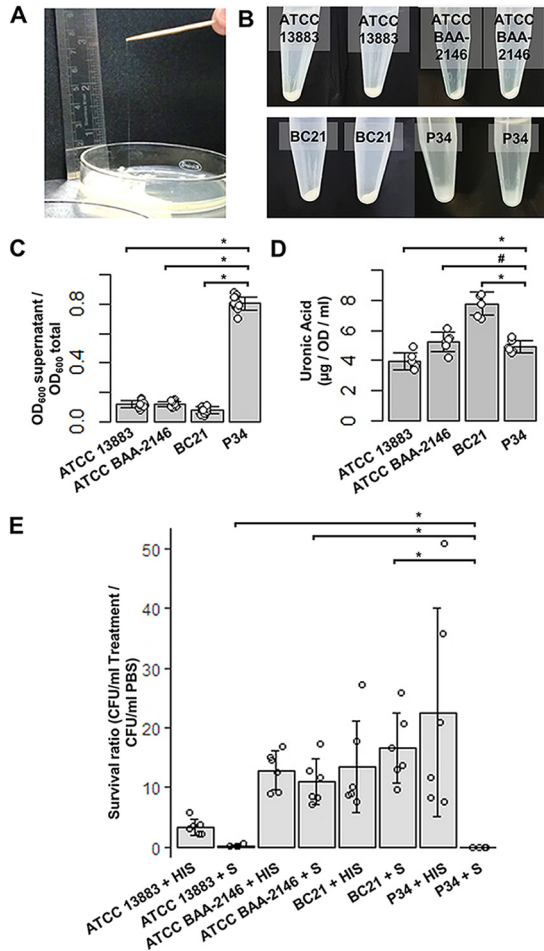 A
B
ATCC
13883
ATCC
13883
ATCC
BAA-
2146
ATCC
BAA-
2146
BC21
BC21
P34
P34
C
OD600 supernatant /
OD600 total
0.0
0.4
0.8
*
*
*
ATCC 13883
ATCC BAA-2146
BC21
P34
D
Uronic Acid
(µg / OD / ml)
0
2
4
6
8
*
#
*
ATCC 13883
ATCC BAA-2146
BC21
P34
E
Survival ratio (CFU/ml Treatment /
CFU/ml PBS)
0
10
20
30
40
50
*
*
*
ATCC 13883 + HIS
ATCC 13883 + S
ATCC BAA-2146 + HIS
ATCC BAA-2146 + S
BC21 + HIS
BC21 + S
P34 + HIS
P34 + S